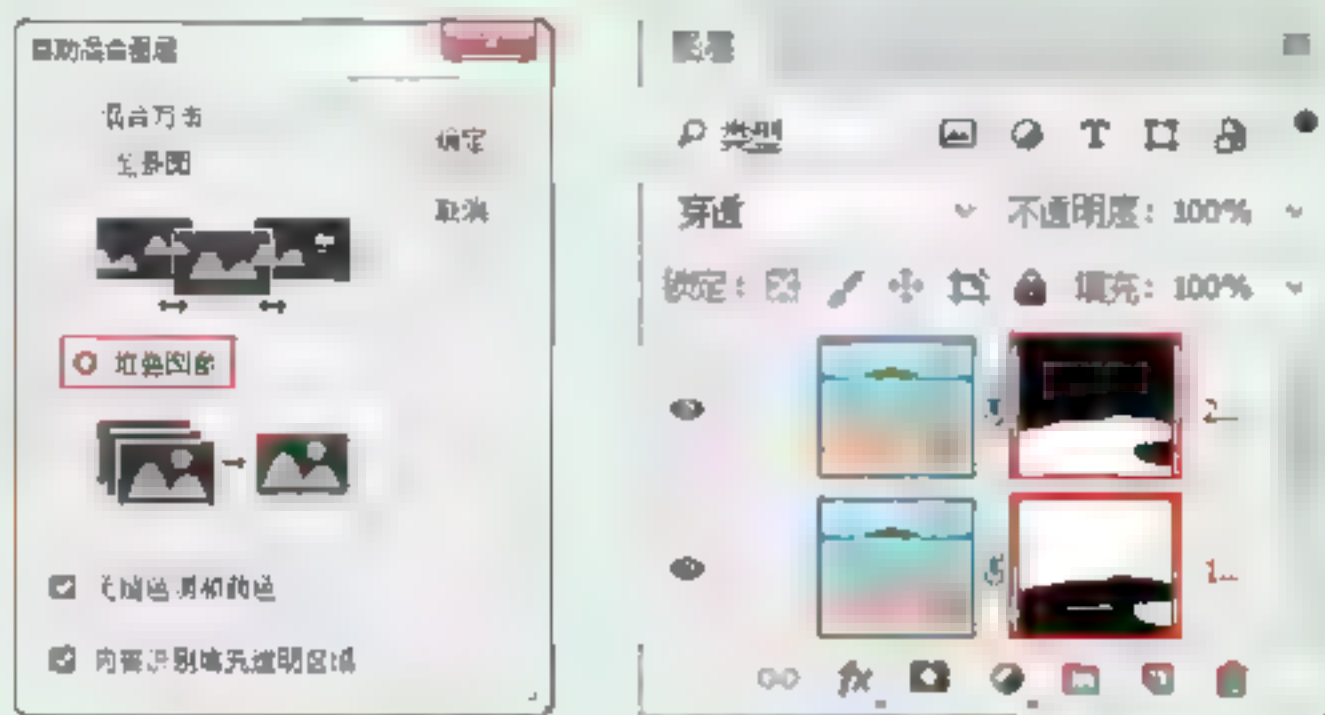 自动混合图层
混合方法
全景图
确定
取消
堆叠图像
无缝色调和颜色
内容识别填充透明区域
图层
类型
穿透
不透明度: 100%
锁定:
填充: 100%
2...
1...
fx